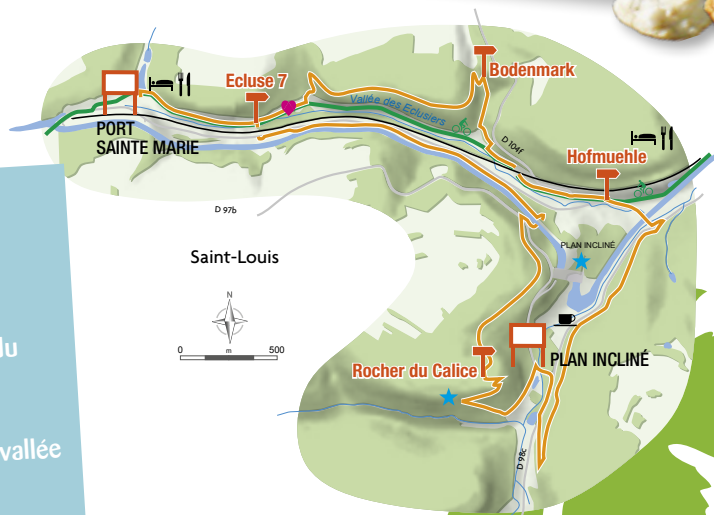 Ecluse 7
Bodenmark
Vallée des Eclusiers
PORT
SAINTE MARIE
D 104f
Hofmuehle
D 97b
Saint-Louis
PLAN INCLINÉ
N
0 m 500
du
Rocher du Calice
PLAN INCLINÉ
vallée
D 98c